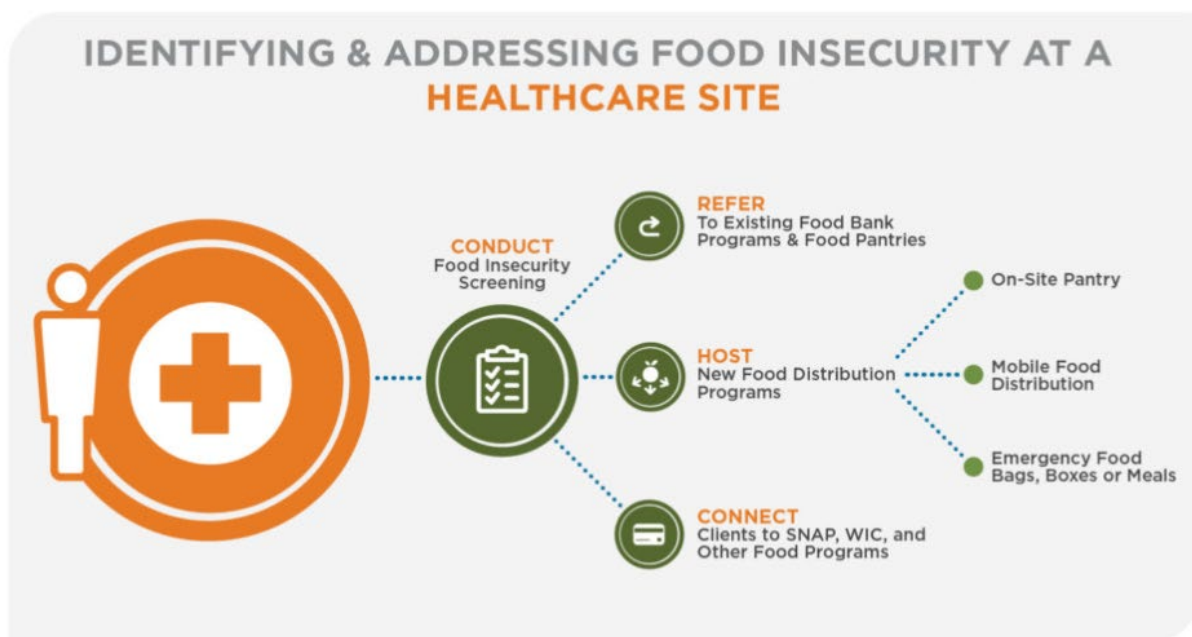 IDENTIFYING & ADDRESSING FOOD INSECURITY AT A
HEALTHCARE SITE
CONDUCT
Food Insecurity
Screening
REFER
To Existing Food Bank
Programs & Food Pantries
HOST
New Food Distribution
Programs
CONNECT
Clients to SNAP, WIC, and
Other Food Programs
On-Site Pantry
Mobile Food
Distribution
Emergency Food
Bags, Boxes or Meals